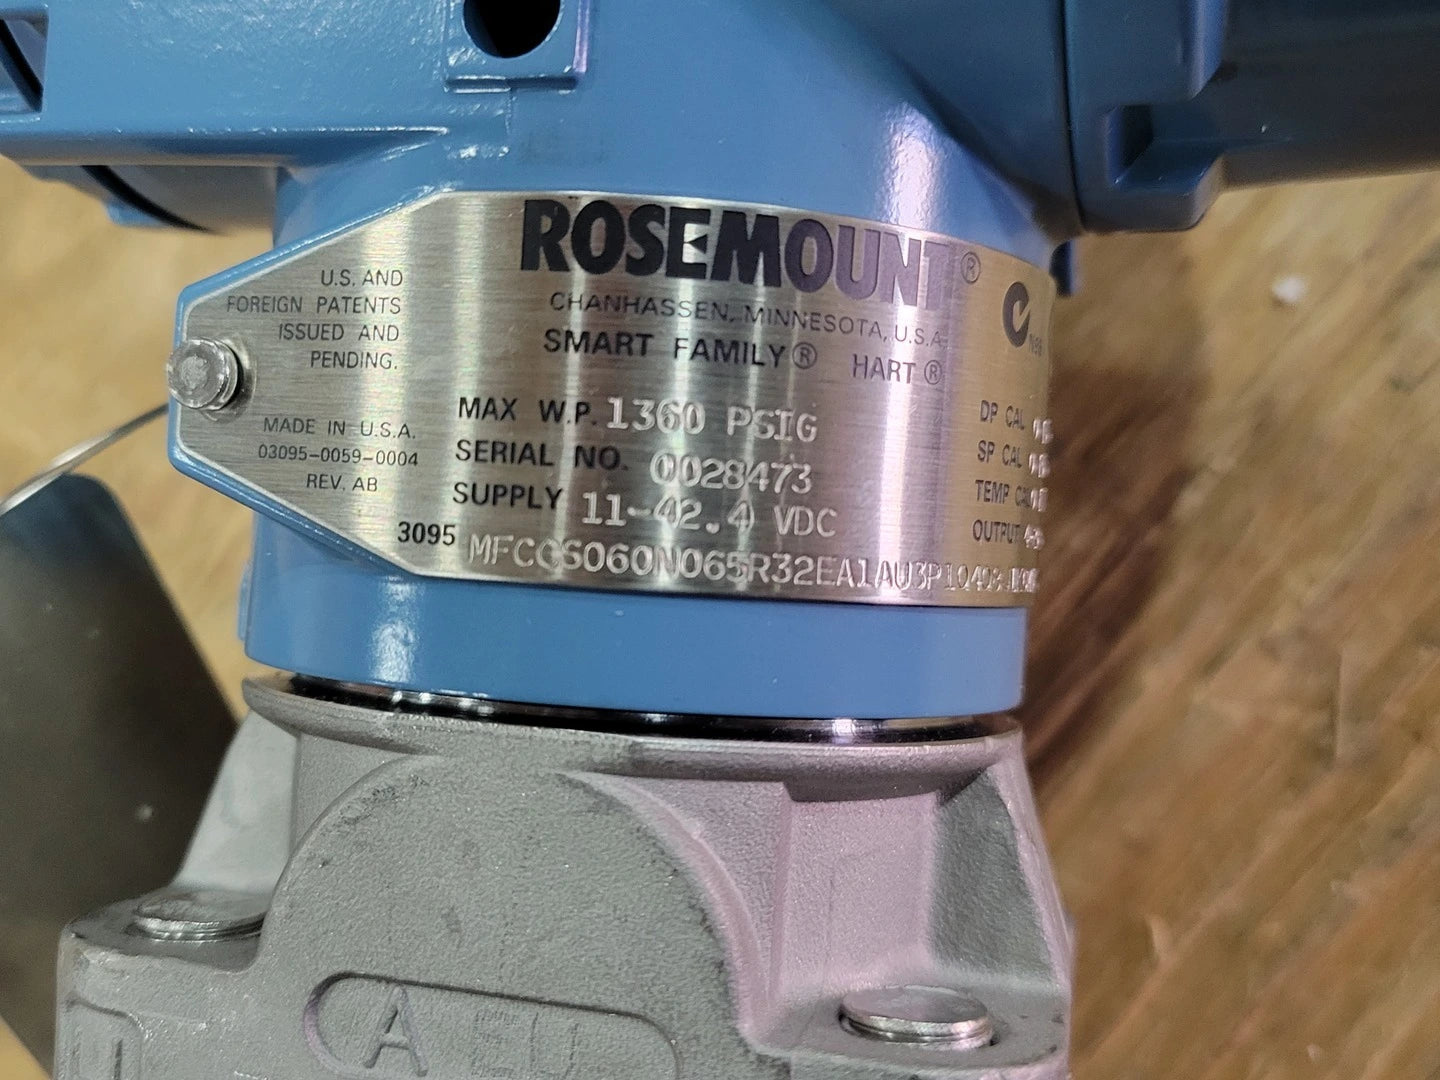 U.S. AND
FOREIGN PATENTS
ISSUED AND
PENDING.
MADE IN U.S.A.
03095-0059-0004
REV. AB
ROSEMOUNT®
CHANHASSEN, MINNESOTA, U.S.A.
SMART FAMILY® HART®
MAX W.P. 1360 PSIG
SERIAL NO. 0028473
SUPPLY 11-42.4 VDC
3095
DP CAL
SP CAL
TEMP CAL
OUTPUT
A